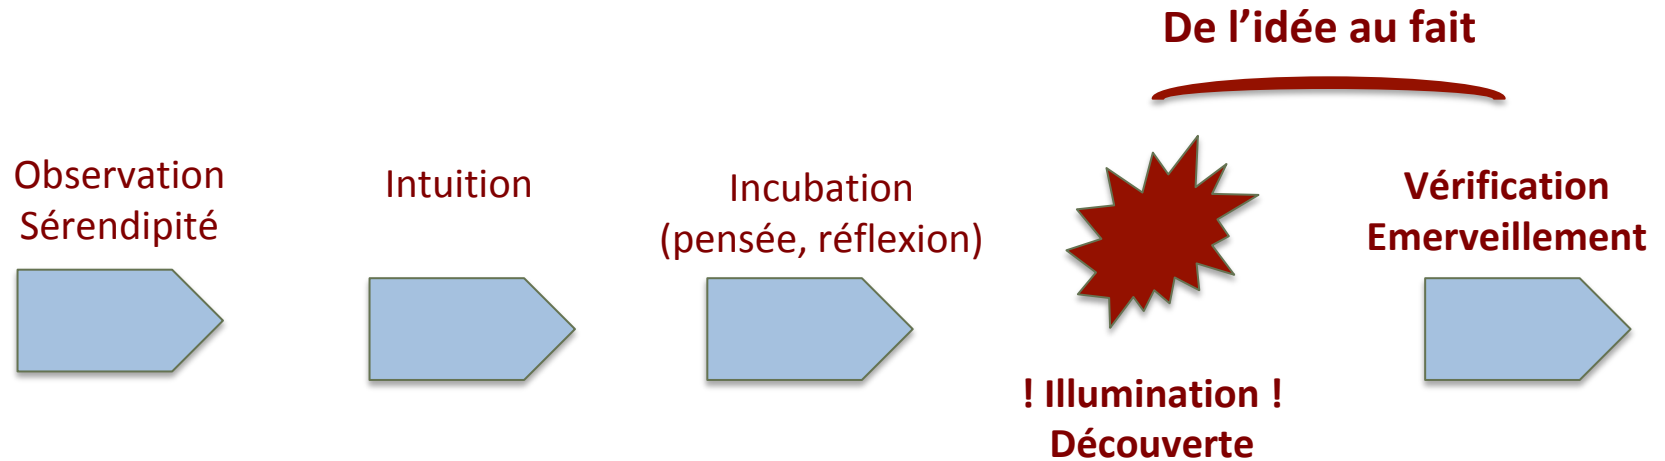 De l’idée au fait
Observation
Sérendipité
Intuition
Incubation
(pensée, réflexion)
! Illumination !
Découverte
Vérification
Emerveillement